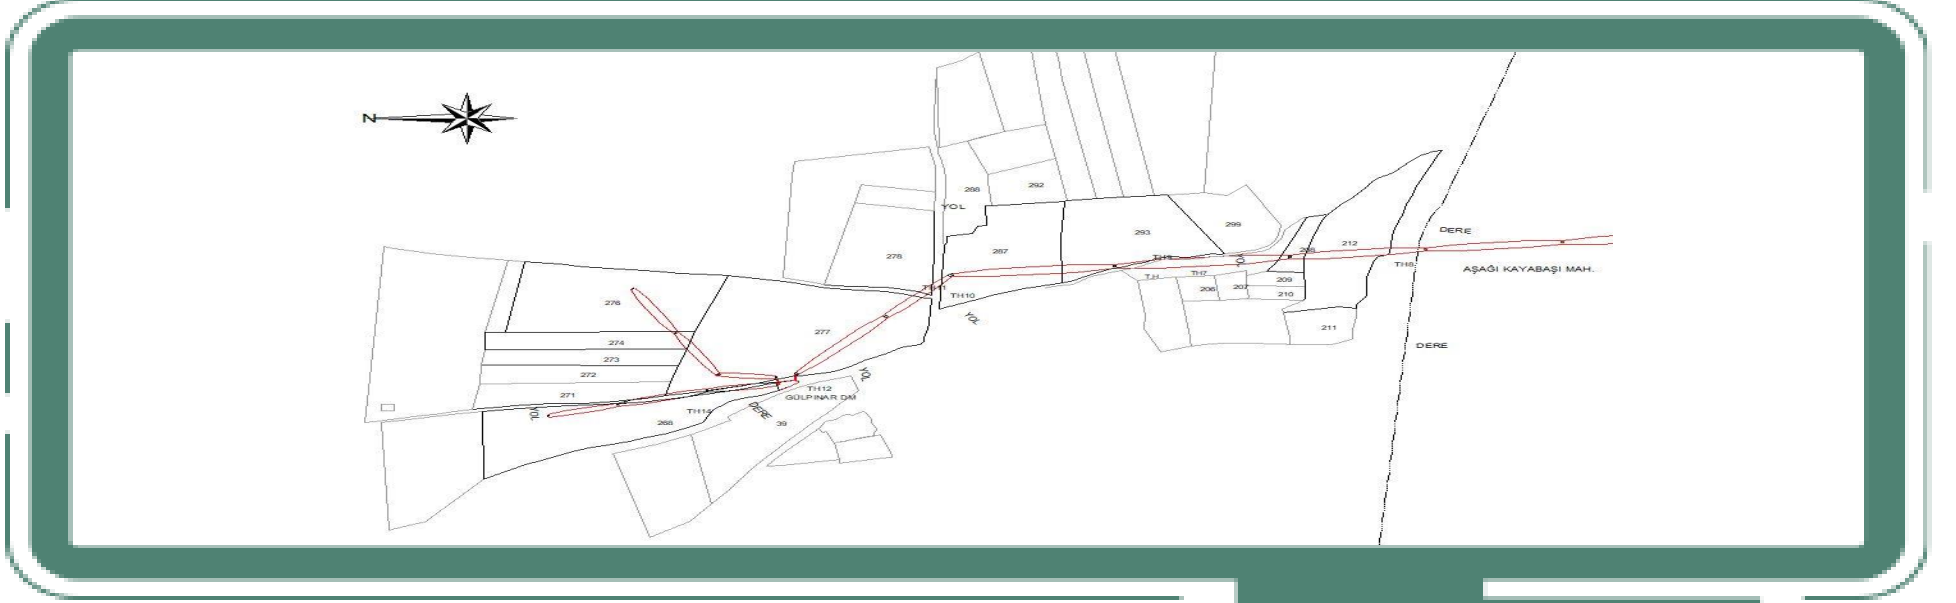 N
288
292
YOL
278
287
293
299
298
212
DERE
TH9
YOL
TH8
AŞAĞI KAYABAŞI MAH.
T.H
TH7
206
207
209
210
211
DERE
TH11
TH10
YOL
276
277
274
273
272
271
YOL
TH14
268
DERE
39
TH12
GÜLPINAR DM
YOL